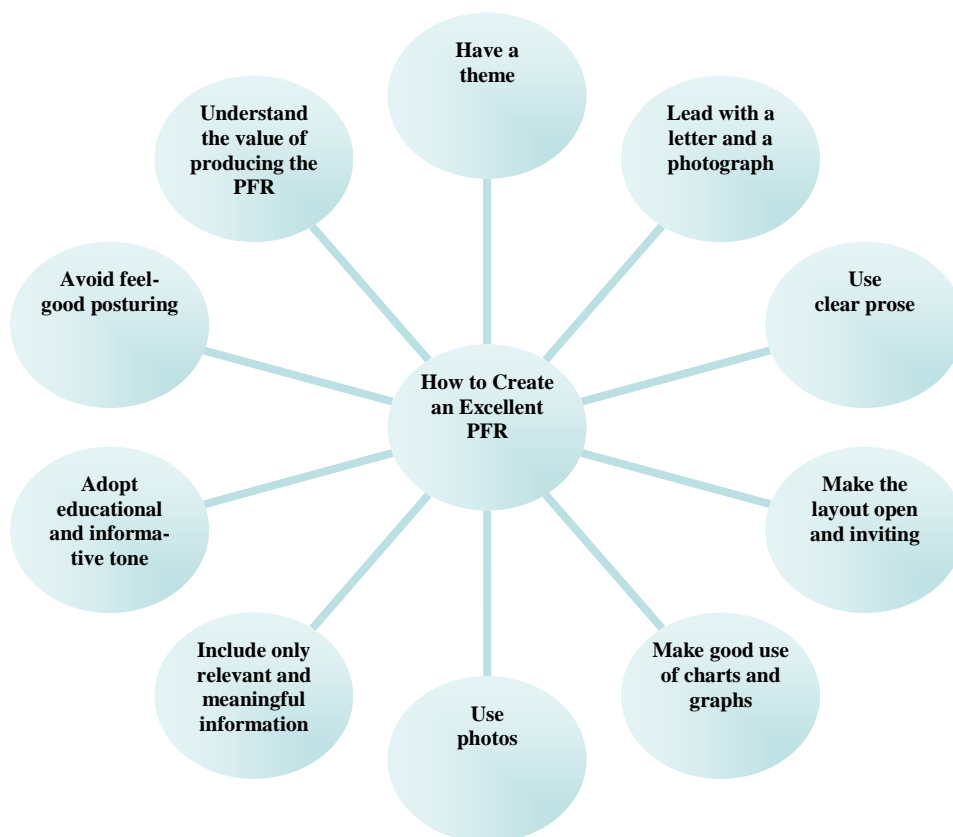 Have a
theme
Lead with a
letter and a
photograph
Use
clear prose
Make the
layout open
and inviting
Make good use
of charts and
graphs
Use
photos
Include only
relevant and
meaningful
information
Adopt
educational
and informa-
tive tone
Avoid feel-
good posturing
Understand
the value of
producing the
PFR
How to Create
an Excellent
PFR